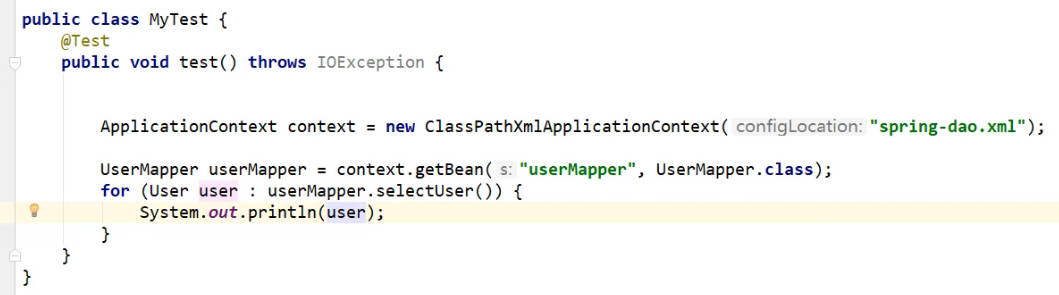 public class MyTest {
    @Test
    public void test() throws IOException {
        ApplicationContext context = new ClassPathXmlApplicationContext( configLocation: "spring-dao.xml");
        UserMapper userMapper = context.getBean( s: "userMapper", UserMapper.class);
        for (User user : userMapper.selectUser()) {
            System.out.println(user);
        }
    }
}